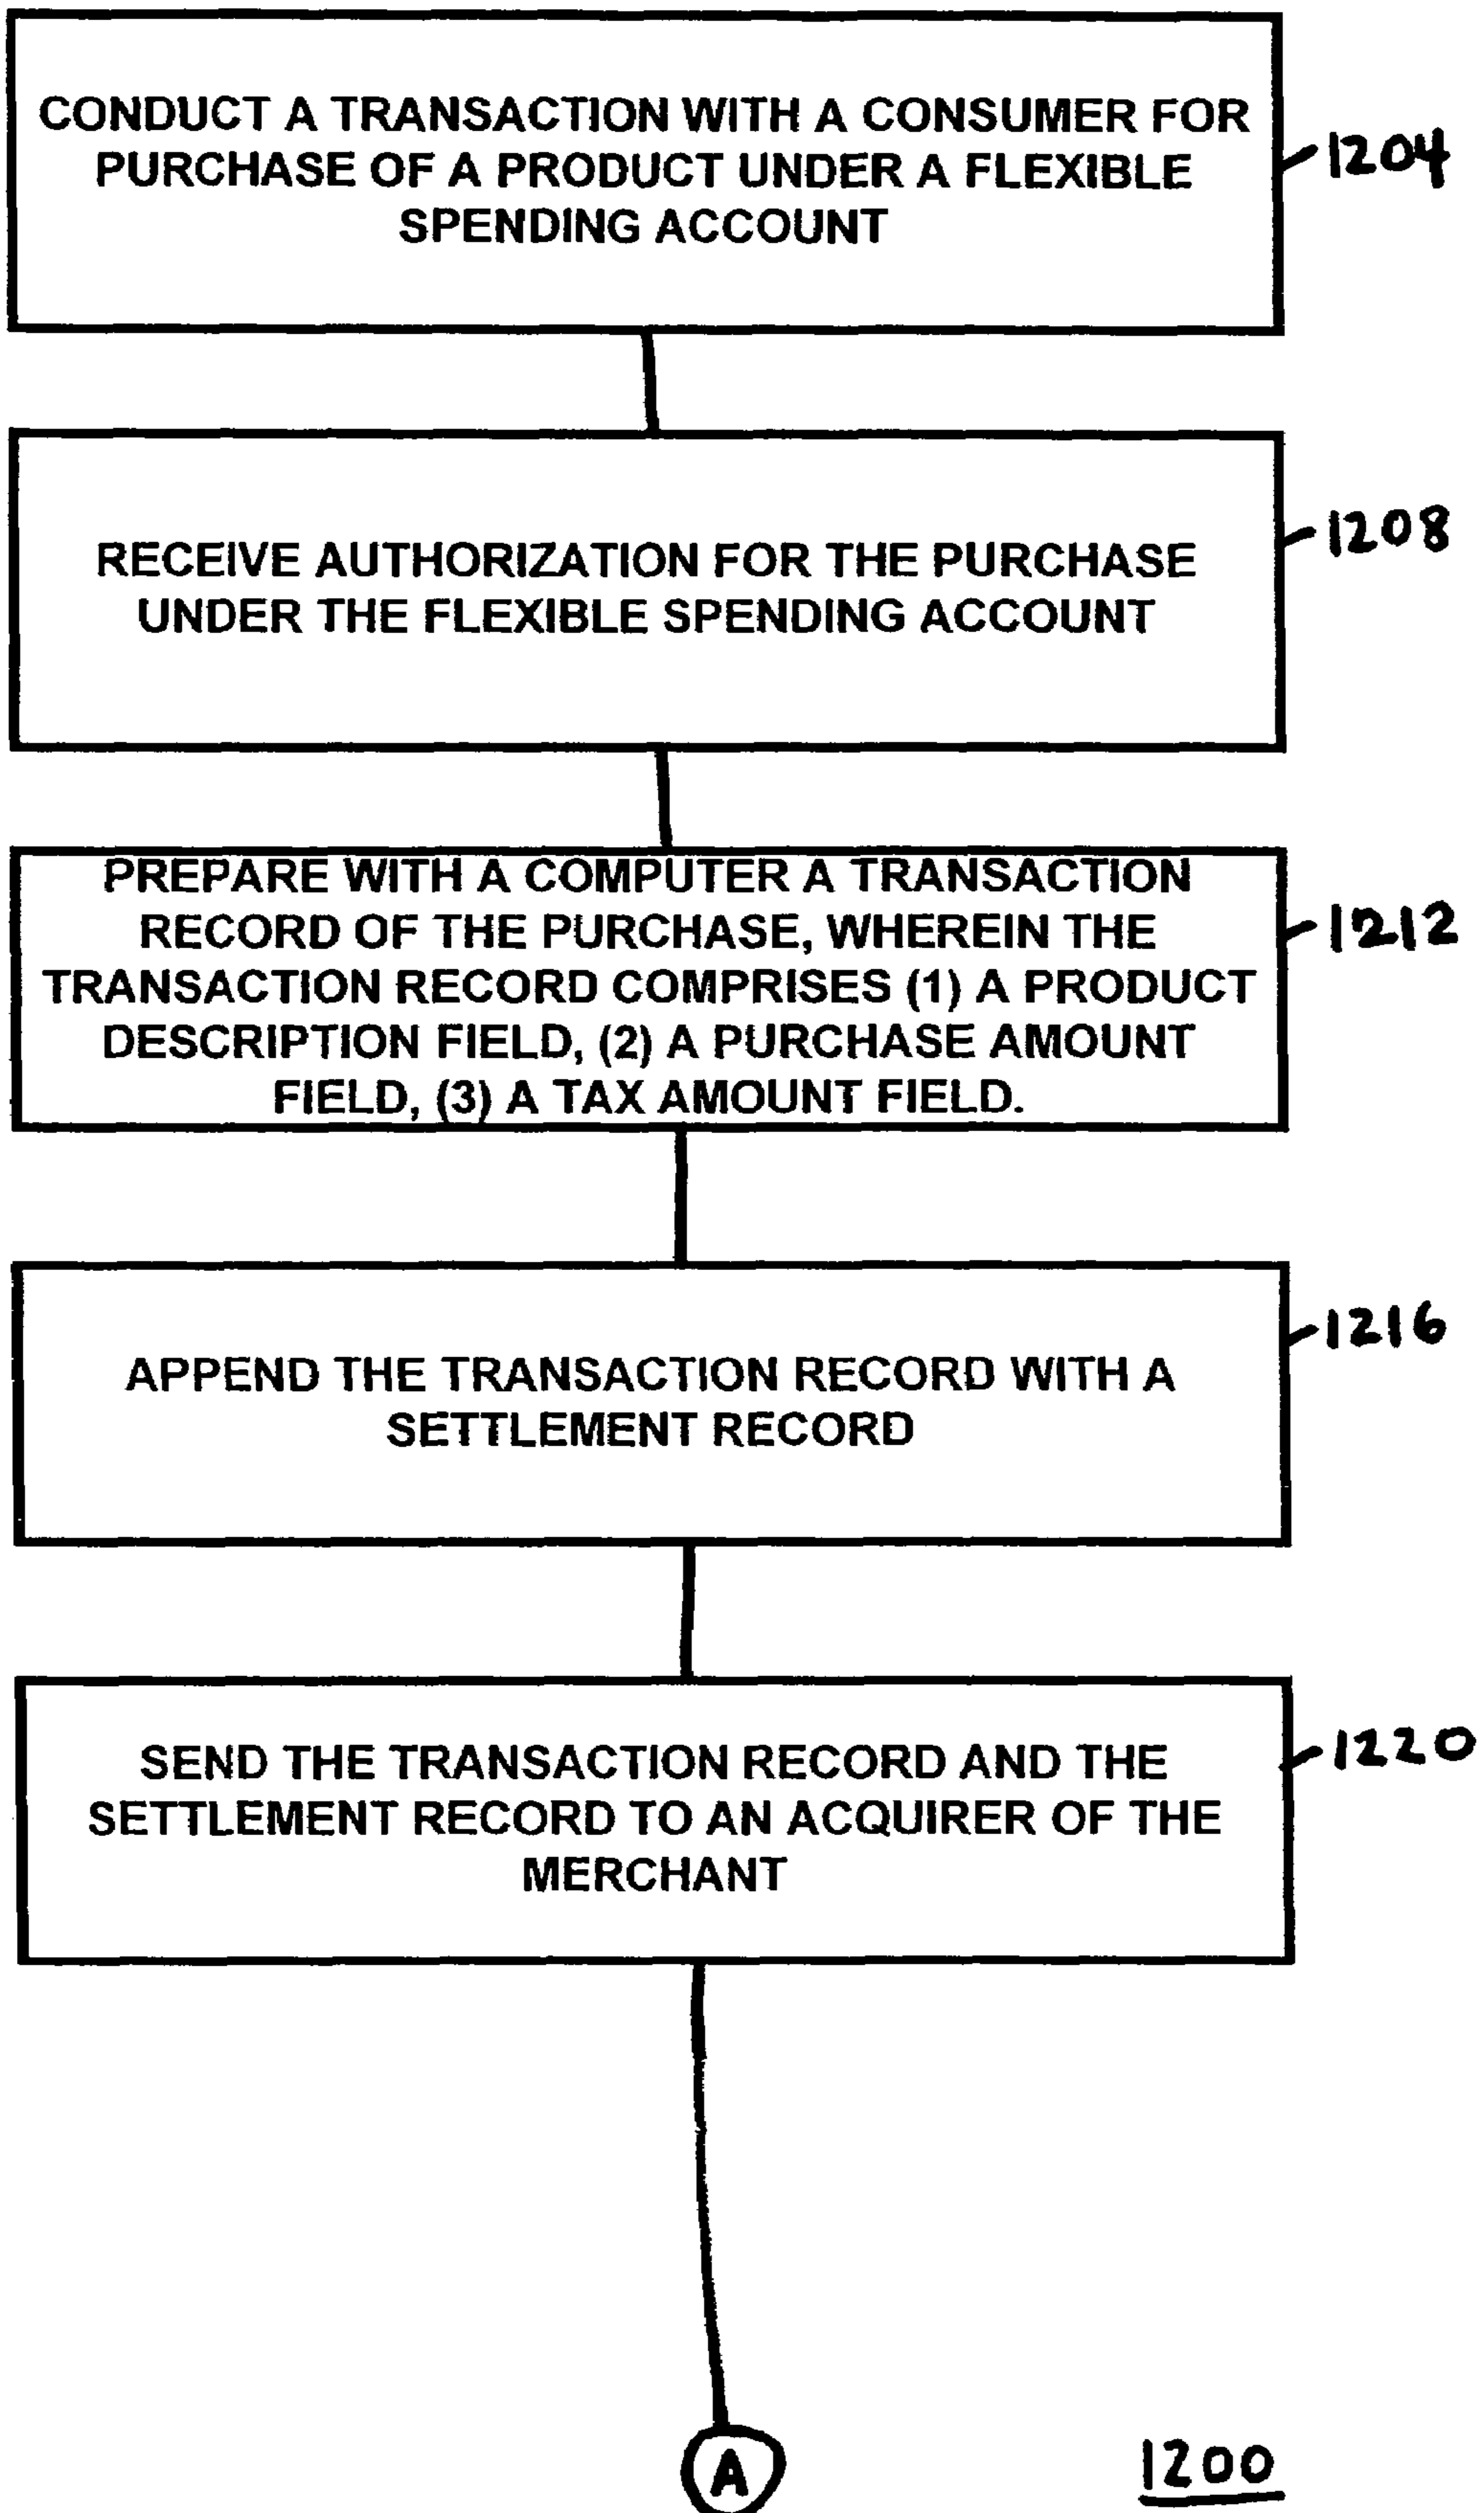 CONDUCT A TRANSACTION WITH A CONSUMER FOR
PURCHASE OF A PRODUCT UNDER A FLEXIBLE
SPENDING ACCOUNT
1204
RECEIVE AUTHORIZATION FOR THE PURCHASE
UNDER THE FLEXIBLE SPENDING ACCOUNT
1208
PREPARE WITH A COMPUTER A TRANSACTION
RECORD OF THE PURCHASE, WHEREIN THE
TRANSACTION RECORD COMPRISES (1) A PRODUCT
DESCRIPTION FIELD, (2) A PURCHASE AMOUNT
FIELD, (3) A TAX AMOUNT FIELD.
1212
APPEND THE TRANSACTION RECORD WITH A
SETTLEMENT RECORD
1216
SEND THE TRANSACTION RECORD AND THE
SETTLEMENT RECORD TO AN ACQUIRER OF THE
MERCHANT
1220
A
1200